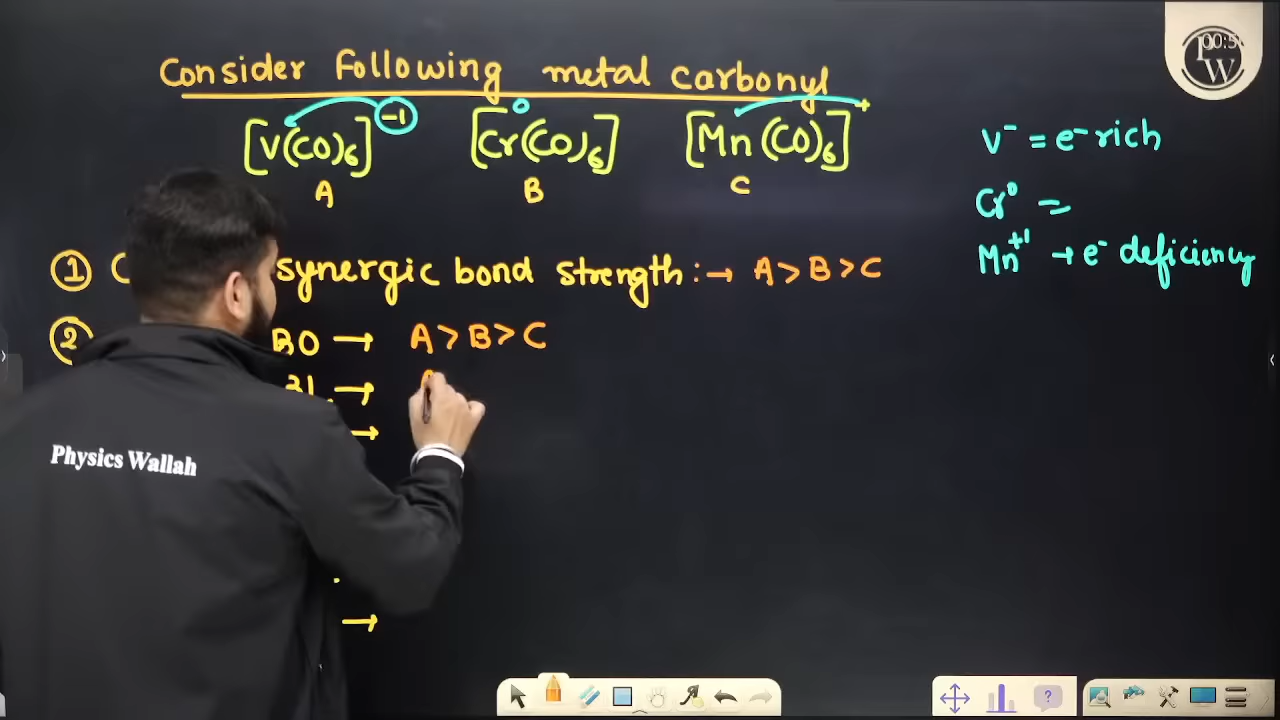 Consider Following metal carbonyl
[V(CO)₆]⁻¹ [Cr⁰(CO)₆] [Mn(CO)₆]⁺
A B C
V⁻ = e⁻ rich
Cr⁰ =
Mn⁺¹ → e⁻ deficiency
① synergic bond strength :→ A > B > C
② BO → A > B > C
→
→
→
Physics Wallah
W